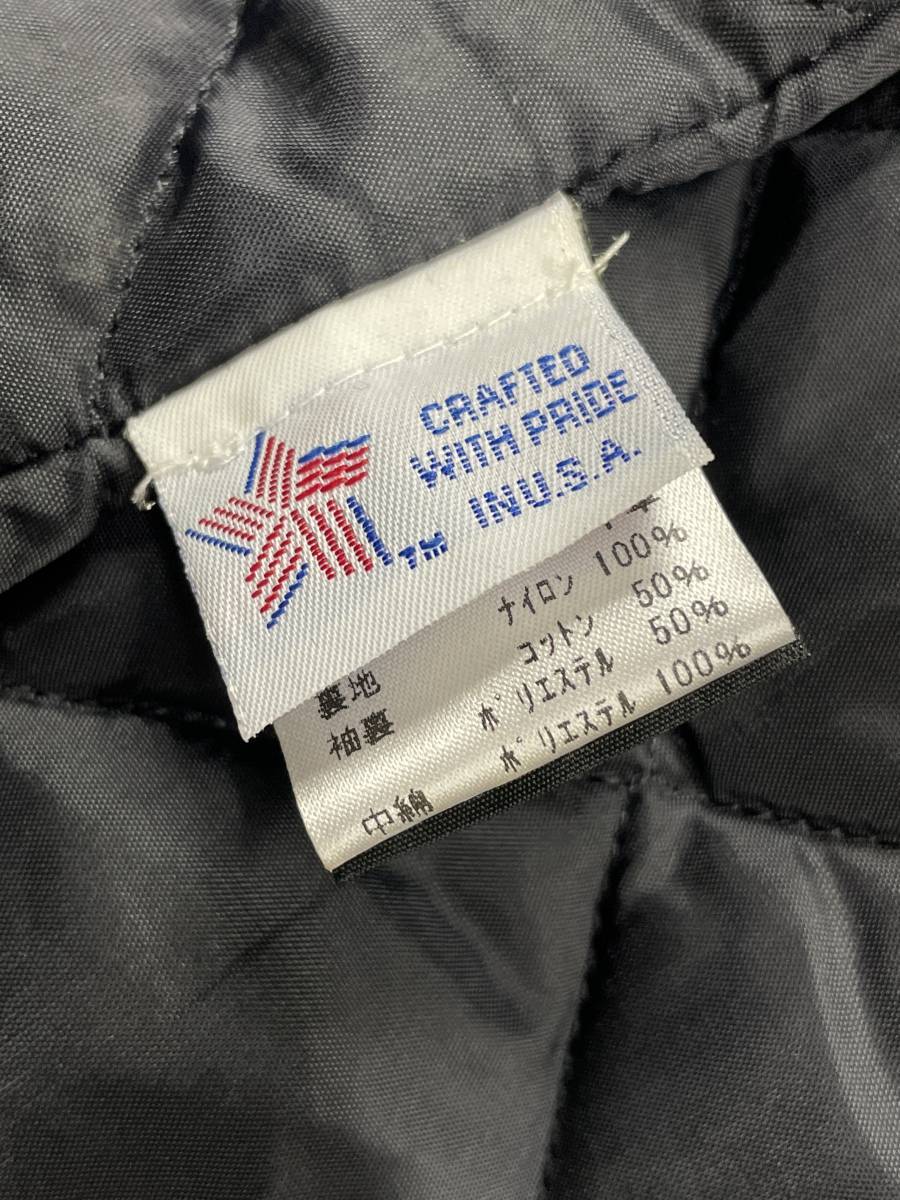 CRAFTED
WITH PRIDE
IN U.S.A.
TM
ナイロン 100%
裏地 コットン 50%
袖裏 ポリエステル 50%
ポリエステル 100%
中綿